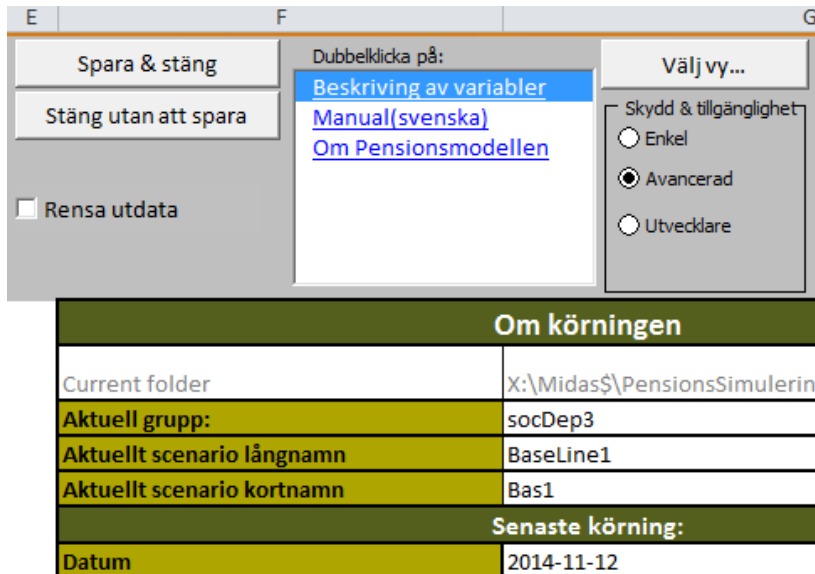 E F G
Spara & stäng
Stäng utan att spara
Rensa utdata
Dubbelklicka på:
Beskriving av variabler
Manual(svenska)
Om Pensionsmodellen
Välj vy...
Skydd & tillgänglighet
Enkel
Avancerad
Utvecklare
Om körningen
Current folder X:\Midas$\PensionsSimulerin
Aktuell grupp: socDep3
Aktuellt scenario långnamn BaseLine1
Aktuellt scenario kortnamn Bas1
Senaste körning:
Datum 2014-11-12